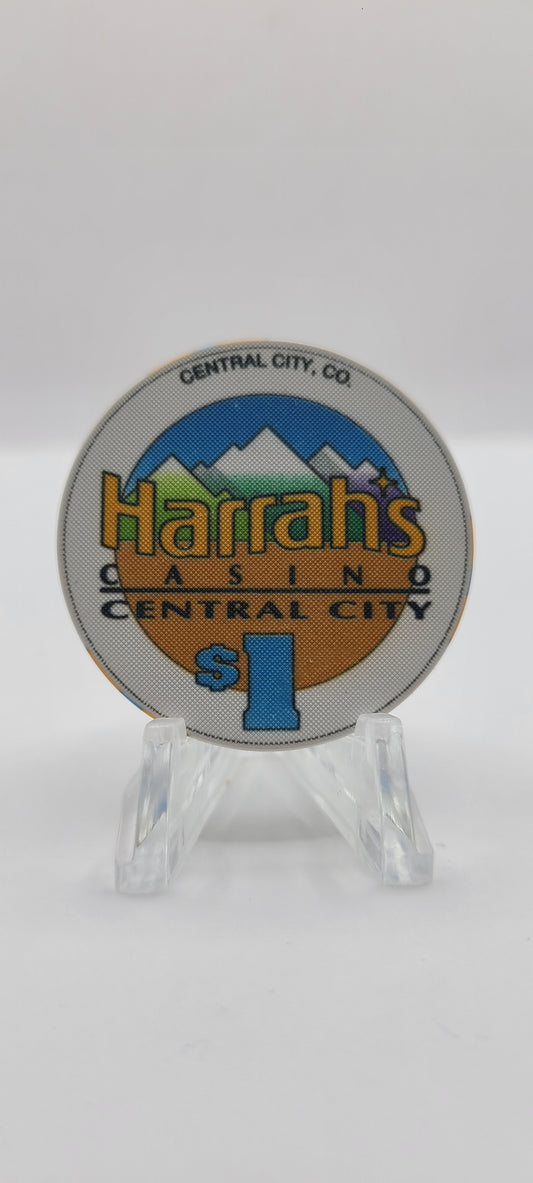 CENTRAL CITY, CO.
Harrah's
CASINO
CENTRAL CITY
$1